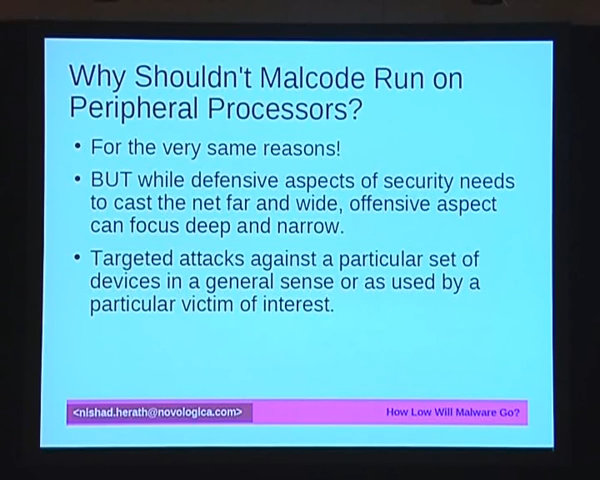 Why Shouldn't Malcode Run on
Peripheral Processors?
• For the very same reasons!
• BUT while defensive aspects of security needs
to cast the net far and wide, offensive aspect
can focus deep and narrow.
• Targeted attacks against a particular set of
devices in a general sense or as used by a
particular victim of interest.
<nishad.herath@novologica.com>
How Low Will Malware Go?